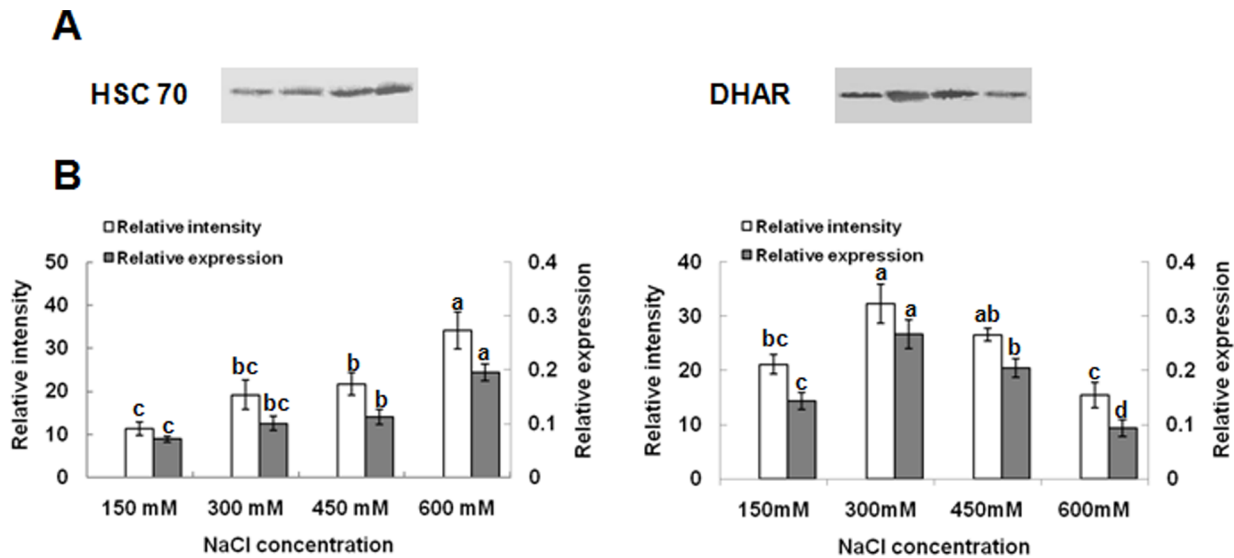 A
HSC 70
DHAR
B
Relative intensity
Relative expression
50
40
30
20
10
0
Relative intensity
0.4
0.3
0.2
0.1
0
Relative expression
c
c
bc
bc
b
b
a
a
150 mM
300 mM
450 mM
600 mM
NaCl concentration
Relative intensity
Relative expression
40
30
20
10
0
Relative intensity
0.4
0.3
0.2
0.1
0
Relative expression
bc
c
a
a
ab
b
c
d
150mM
300mM
450mM
600mM
NaCl concentration